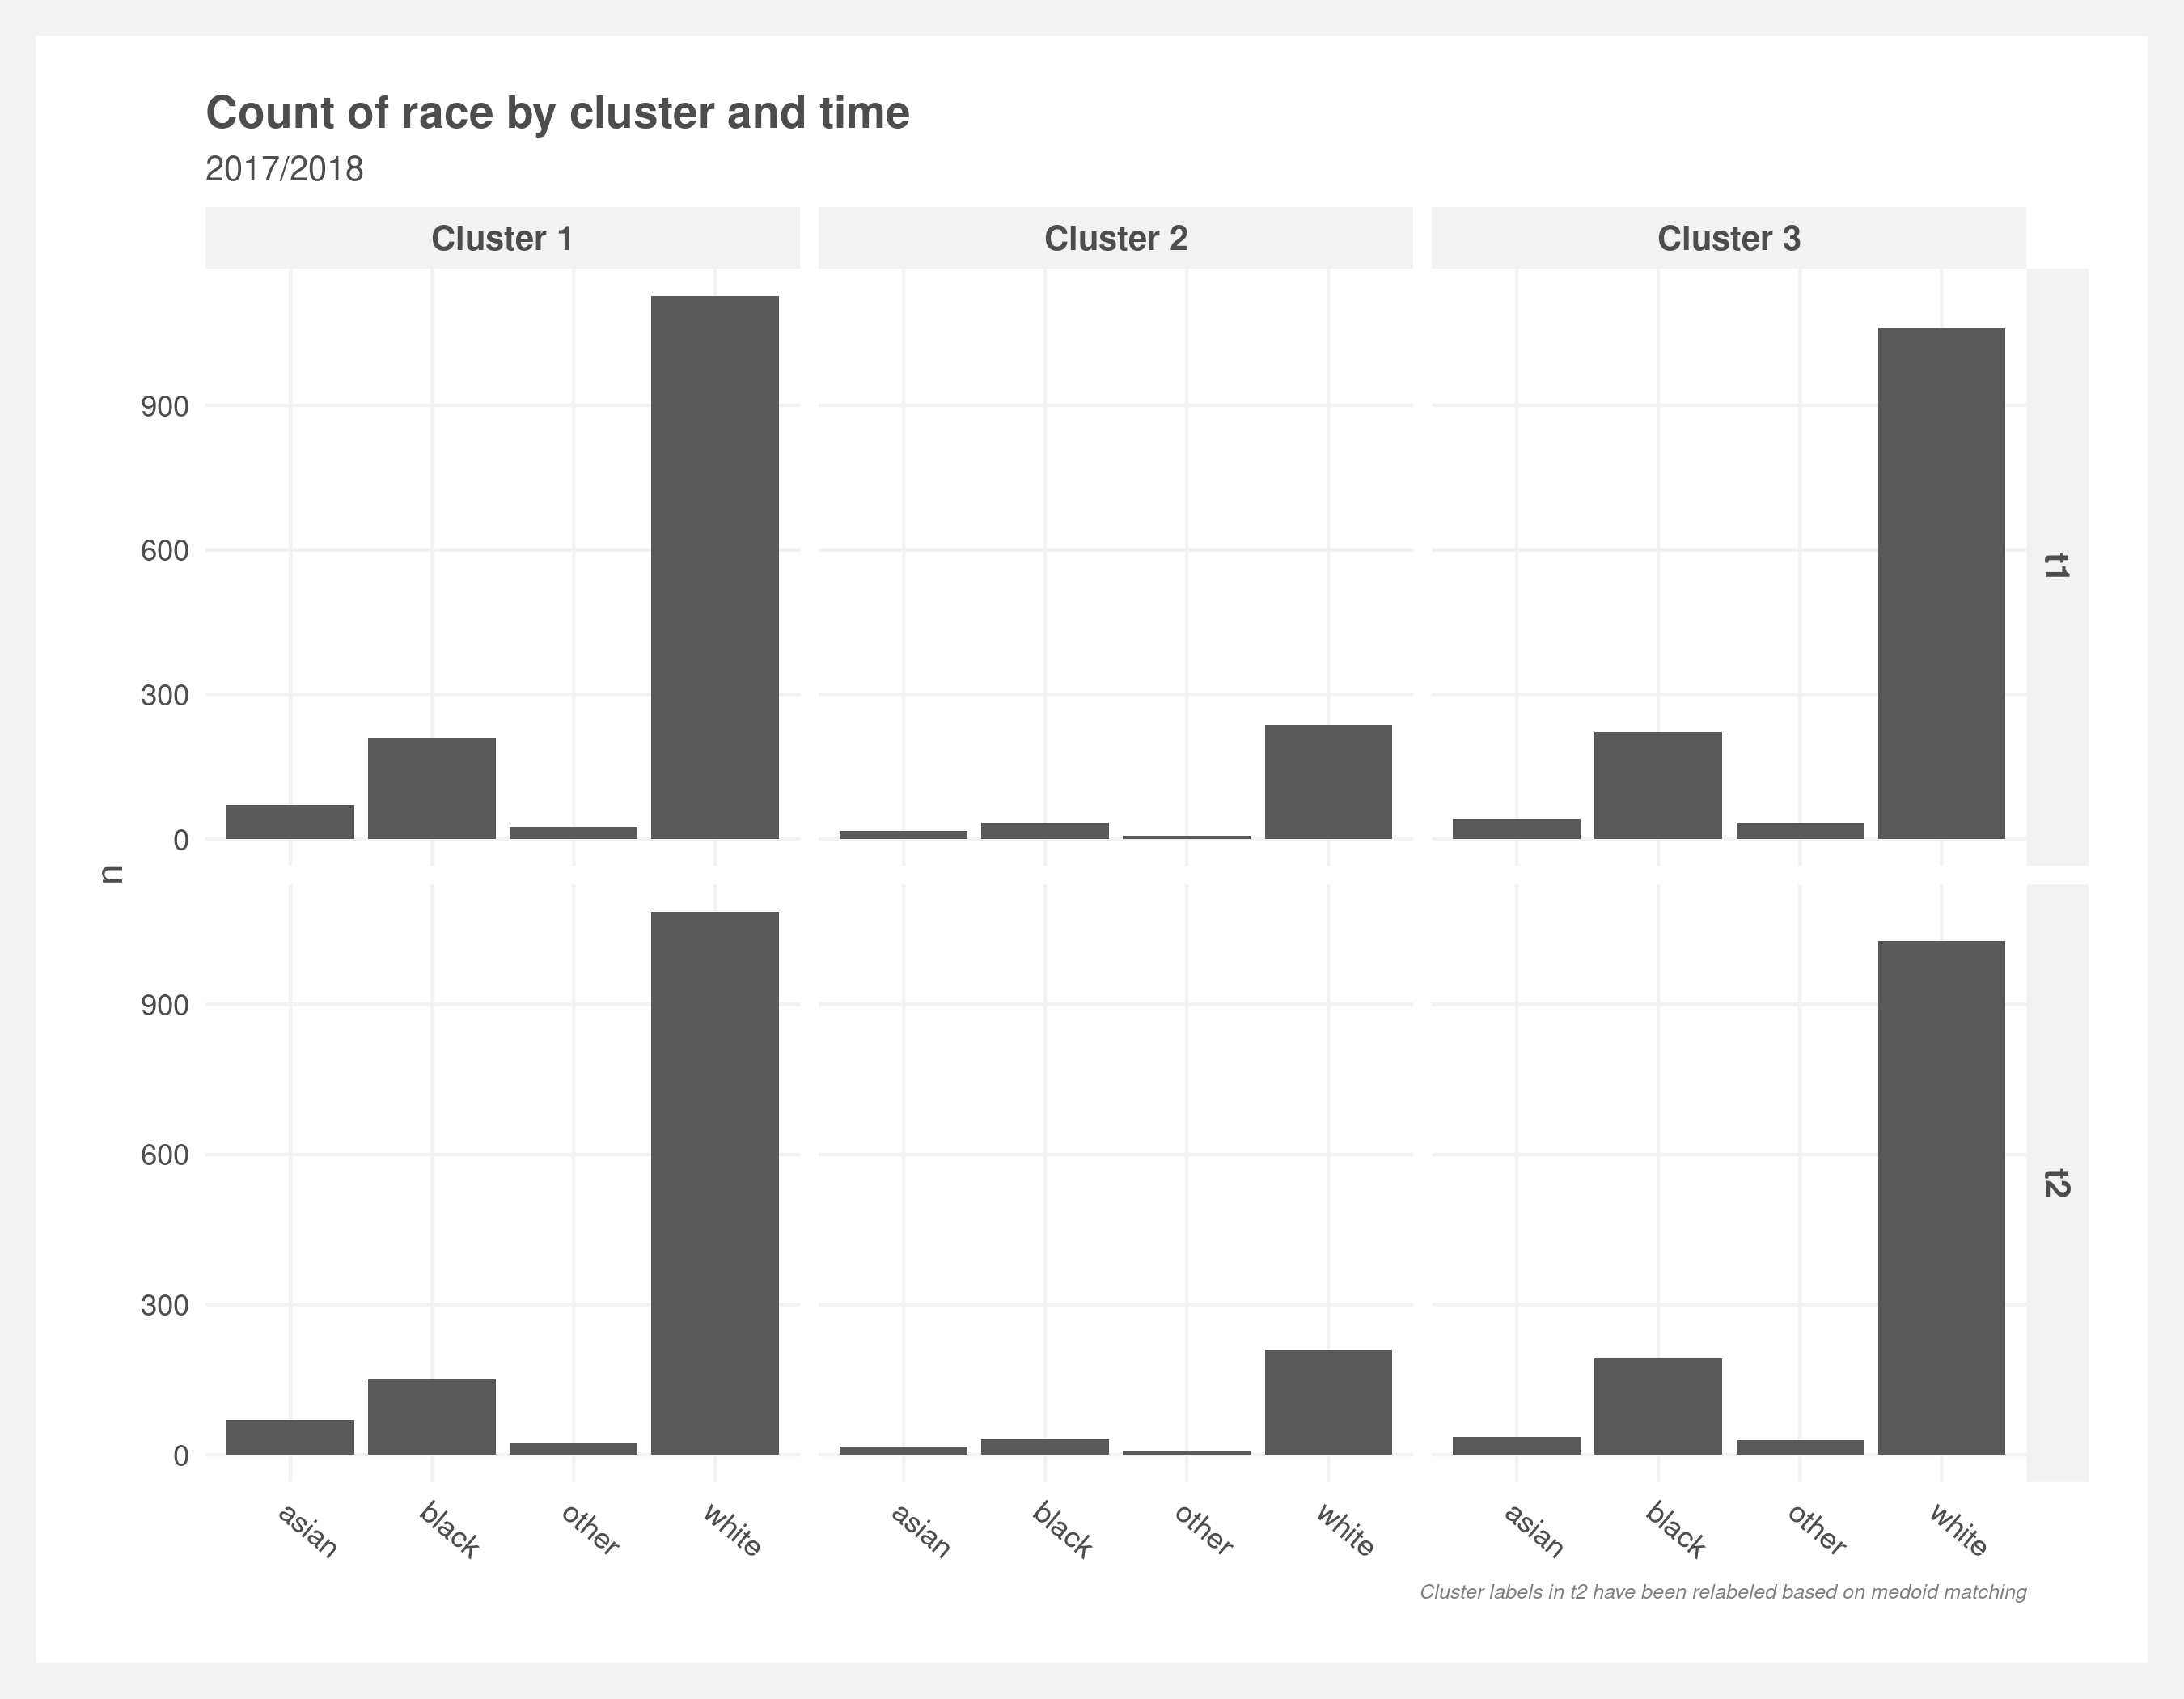 Count of race by cluster and time
2017/2018
Cluster 1 Cluster 2 Cluster 3
900
600
300
0
t1
n
900
600
300
0
t2
asian black other white asian black other white asian black other white
Cluster labels in t2 have been relabeled based on medoid matching